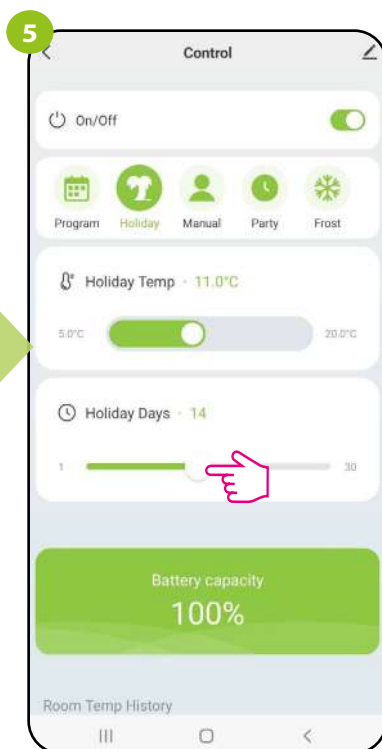 5
Control
On/Off
Program Holiday Manual Party Frost
Holiday Temp · 11.0°C
5.0°C 20.0°C
Holiday Days · 14
1 30
Battery capacity
100%
Room Temp History